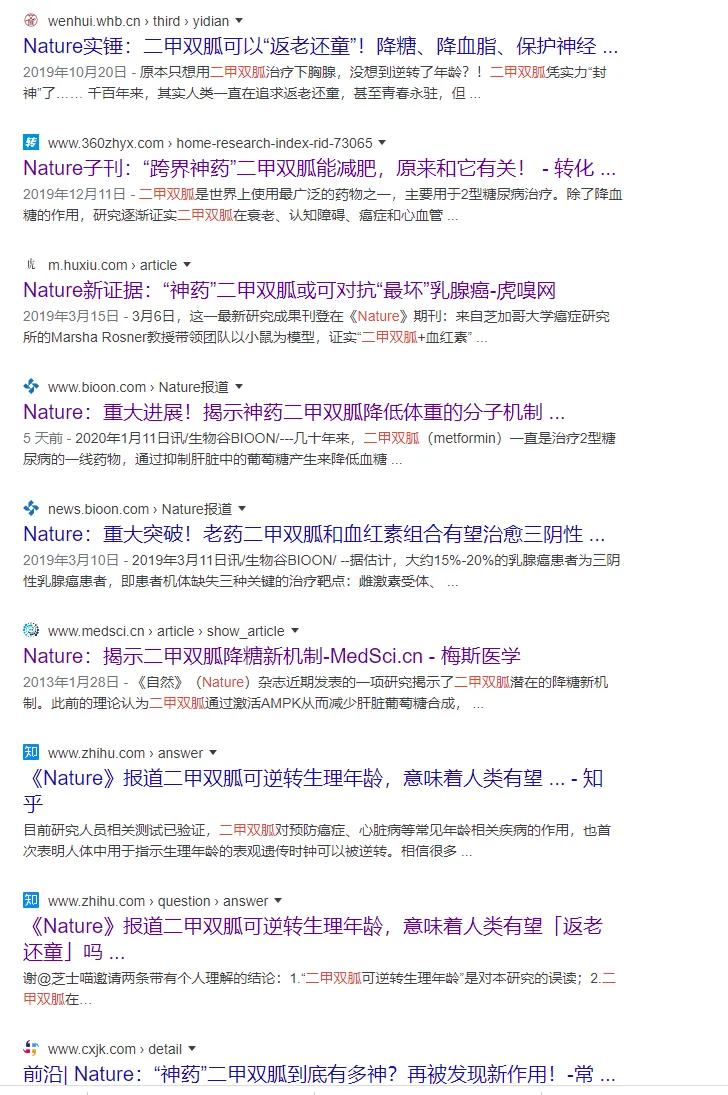 wenhui.whb.cn › third › yidian
Nature实锤：二甲双胍可以“返老还童”！降糖、降血脂、保护神经 ...
2019年10月20日 - 原本只想用二甲双胍治疗下胸腺，没想到逆转了年龄？！二甲双胍凭实力“封
神”了…… 千百年来，其实人类一直在追求返老还童，甚至青春永驻，但 ...
转 www.360zhyx.com › home-research-index-rid-73065
Nature子刊：“跨界神药”二甲双胍能减肥，原来和它有关！ - 转化 ...
2019年12月11日 - 二甲双胍是世界上使用最广泛的药物之一，主要用于2型糖尿病治疗。除了降血
糖的作用，研究逐渐证实二甲双胍在衰老、认知障碍、癌症和心血管 ...
虎 m.huxiu.com › article
Nature新证据：“神药”二甲双胍或可对抗“最坏”乳腺癌-虎嗅网
2019年3月15日 - 3月6日，这一最新研究成果刊登在《Nature》期刊：来自芝加哥大学癌症研究
所的Marsha Rosner教授带领团队以小鼠为模型，证实“二甲双胍+血红素” ...
www.bioon.com › Nature报道
Nature：重大进展！揭示神药二甲双胍降低体重的分子机制 ...
5 天前 - 2020年1月11日讯/生物谷BIOON/---几十年来，二甲双胍（metformin）一直是治疗2型糖
尿病的一线药物，通过抑制肝脏中的葡萄糖产生来降低血糖 ...
news.bioon.com › Nature报道
Nature：重大突破！老药二甲双胍和血红素组合有望治愈三阴性 ...
2019年3月10日 - 2019年3月11日讯/生物谷BIOON/ --据估计，大约15%-20%的乳腺癌患者为三阴
性乳腺癌患者，即患者机体缺失三种关键的治疗靶点：雌激素受体、 ...
www.medsci.cn › article › show_article
Nature：揭示二甲双胍降糖新机制-MedSci.cn - 梅斯医学
2013年1月28日 - 《自然》（Nature）杂志近期发表的一项研究揭示了二甲双胍潜在的降糖新机
制。此前的理论认为二甲双胍通过激活AMPK从而减少肝脏葡萄糖合成， ...
知 www.zhihu.com › answer
《Nature》报道二甲双胍可逆转生理年龄，意味着人类有望 ... - 知
乎
目前研究人员相关测试已验证，二甲双胍对预防癌症、心脏病等常见年龄相关疾病的作用，也首
次表明人体中用于指示生理年龄的表观遗传时钟可以被逆转。相信很多 ...
知 www.zhihu.com › question › answer
《Nature》报道二甲双胍可逆转生理年龄，意味着人类有望「返老
还童」吗 ...
谢@芝士喵邀请两条带有个人理解的结论：1.“二甲双胍可逆转生理年龄”是对本研究的误读；2.二
甲双胍在...
www.cxjk.com › detail
前沿| Nature：“神药”二甲双胍到底有多神？再被发现新作用！-常 ...